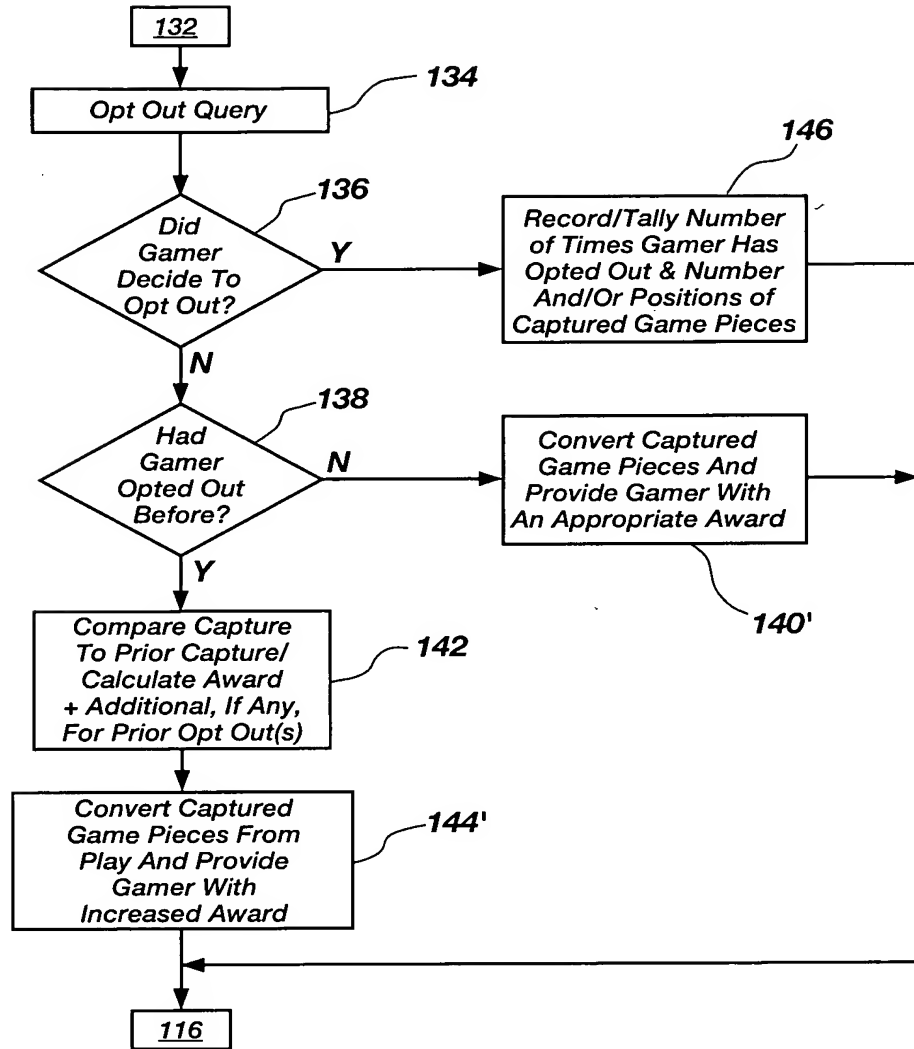 132
134
Opt Out Query
136
Did
Gamer
Decide To
Opt Out?
Y
146
Record/Tally Number
of Times Gamer Has
Opted Out & Number
And/Or Positions of
Captured Game Pieces
N
138
Had
Gamer
Opted Out
Before?
N
Convert Captured
Game Pieces And
Provide Gamer With
An Appropriate Award
140'
Y
Compare Capture
To Prior Capture/
Calculate Award
+ Additional, If Any,
For Prior Opt Out(s)
142
Convert Captured
Game Pieces From
Play And Provide
Gamer With
Increased Award
144'
116